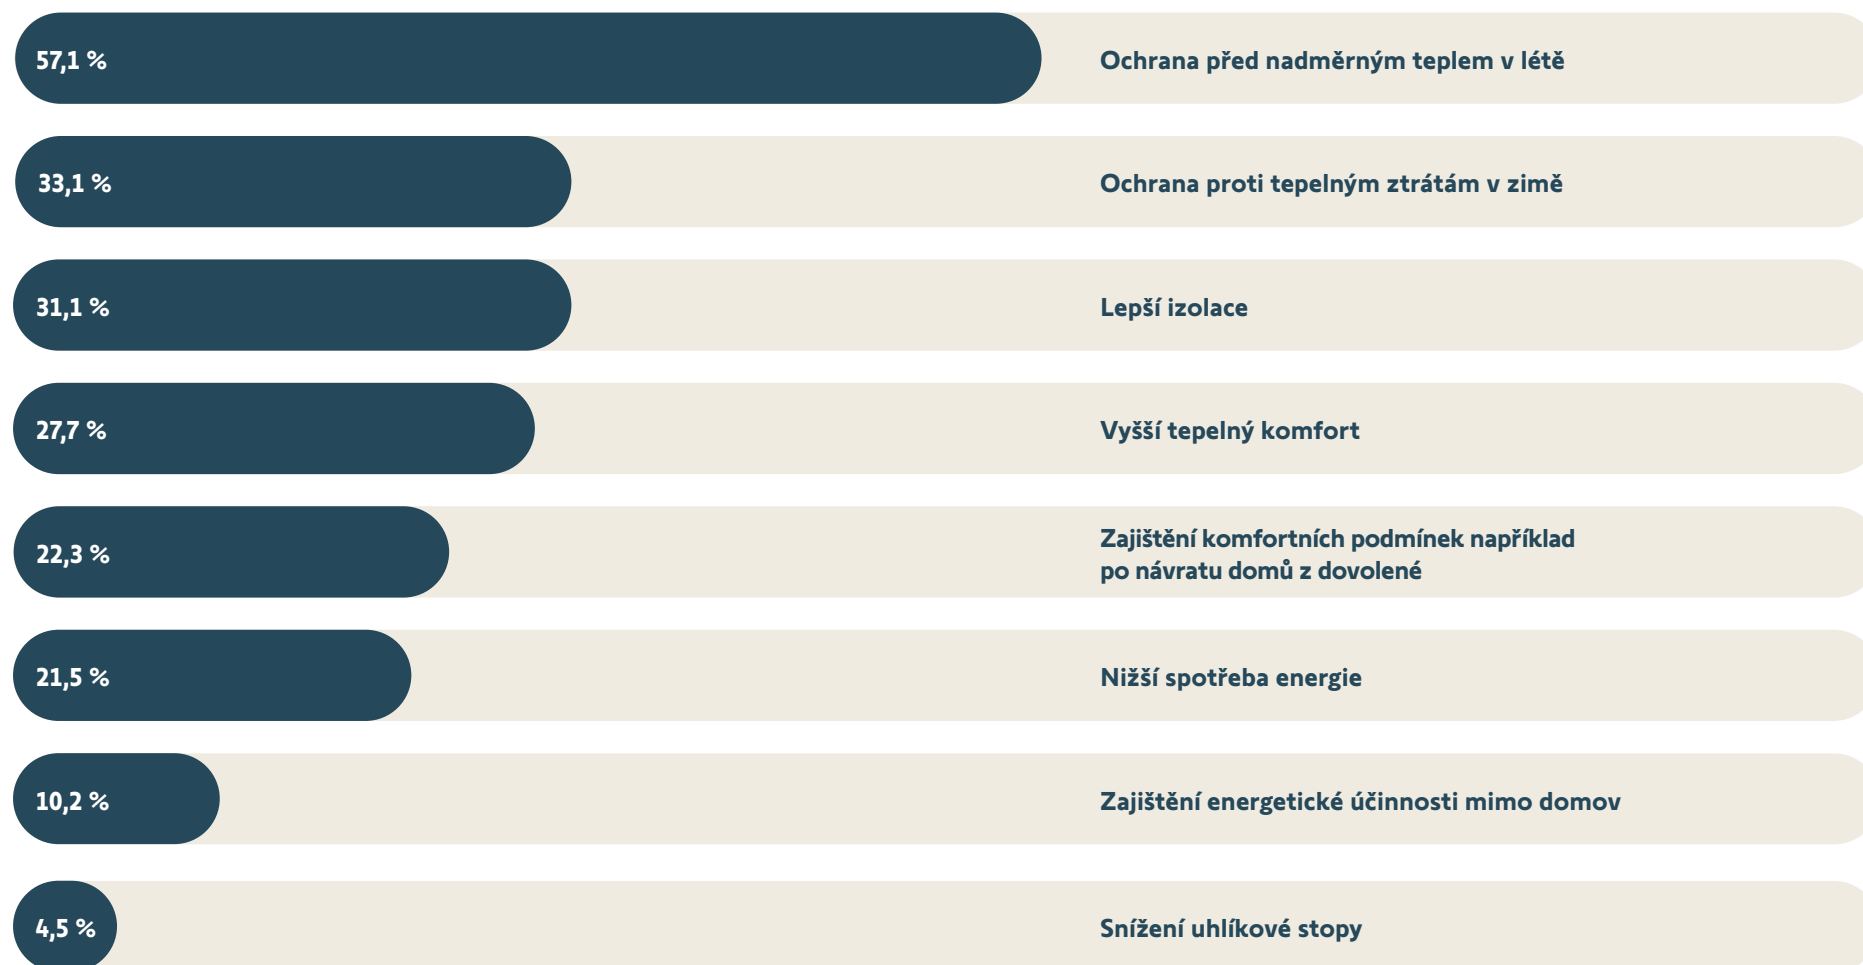 57,1 % Ochrana před nadměrným teplem v létě
33,1 % Ochrana proti tepelným ztrátám v zimě
31,1 % Lepší izolace
27,7 % Vyšší tepelný komfort
22,3 % Zajištění komfortních podmínek například
po návratu domů z dovolené
21,5 % Nižší spotřeba energie
10,2 % Zajištění energetické účinnosti mimo domov
4,5 % Snížení uhlíkové stopy